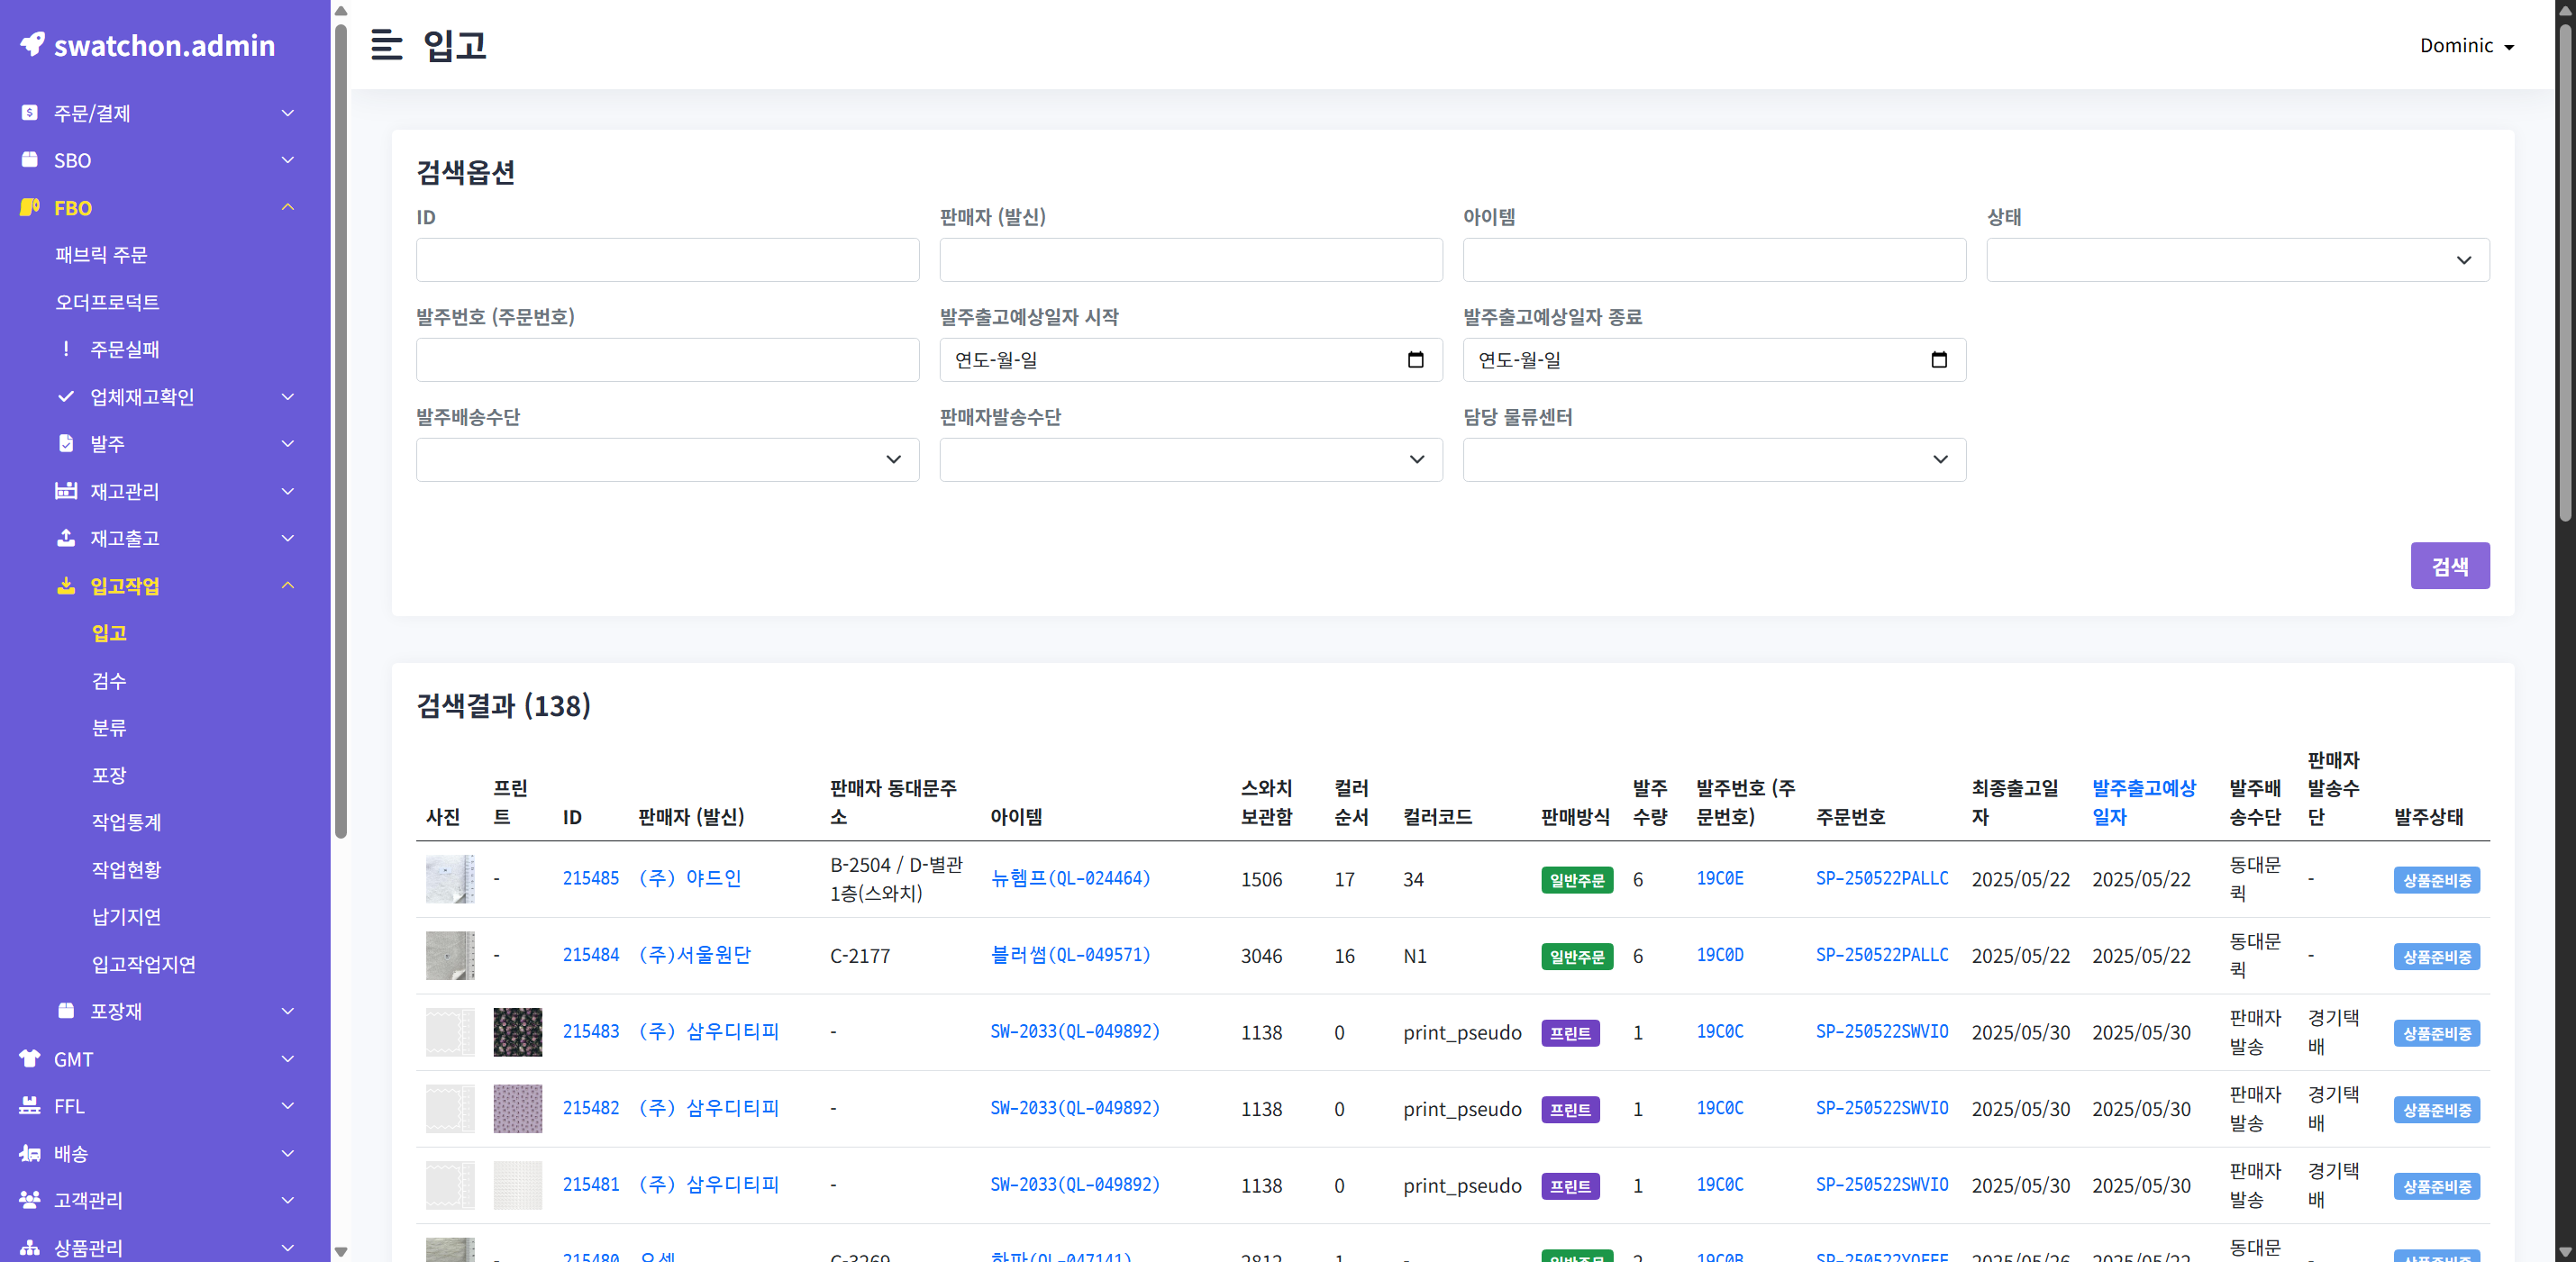 swatchon.admin
주문/결제
SBO
FBO
패브릭 주문
오더프로덕트
주문실패
업체재고확인
발주
재고관리
재고출고
입고작업
입고
검수
분류
포장
작업통계
작업현황
납기지연
입고작업지연
포장재
GMT
FFL
배송
고객관리
상품관리
입고
Dominic
검색옵션
ID 판매자 (발신) 아이템 상태
발주번호 (주문번호) 발주출고예상일자 시작 발주출고예상일자 종료
연도-월-일 연도-월-일
발주배송수단 판매자발송수단 담당 물류센터
검색
검색결과 (138)
사진 프린트 ID 판매자 (발신) 판매자 동대문주소 아이템 스와치 보관함 컬러 순서 컬러코드 판매방식 발주 수량 발주번호 (주문번호) 주문번호 최종출고일자 발주출고예상일자 발주배송수단 판매자 발송수단 발주상태
- 215485 (주) 야드인 B-2504 / D-별관 1층(스와치) 뉴헴프(QL-024464) 1506 17 34 일반주문 6 19C0E SP-250522PALLC 2025/05/22 2025/05/22 동대문퀵 - 상품준비중
- 215484 (주)서울원단 C-2177 블러썸(QL-049571) 3046 16 N1 일반주문 6 19C0D SP-250522PALLC 2025/05/22 2025/05/22 동대문퀵 - 상품준비중
215483 (주) 삼우디티피 - SW-2033(QL-049892) 1138 0 print_pseudo 프린트 1 19C0C SP-250522SWVIO 2025/05/30 2025/05/30 판매자 발송 경기택배 상품준비중
215482 (주) 삼우디티피 - SW-2033(QL-049892) 1138 0 print_pseudo 프린트 1 19C0C SP-250522SWVIO 2025/05/30 2025/05/30 판매자 발송 경기택배 상품준비중
215481 (주) 삼우디티피 - SW-2033(QL-049892) 1138 0 print_pseudo 프린트 1 19C0C SP-250522SWVIO 2025/05/30 2025/05/30 판매자 발송 경기택배 상품준비중
- 215480 C-3269 2812 1 - 2 19C0B 2025/05/26 2025/05/22 동대문